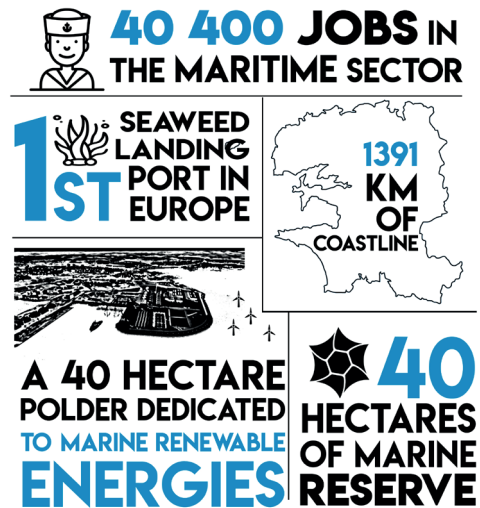 40 400 JOBS IN
THE MARITIME SECTOR
1ST
SEAWEED
LANDING
PORT IN
EUROPE
1391
KM
OF
COASTLINE
A 40 HECTARE
POLDER DEDICATED
TO MARINE RENEWABLE
ENERGIES
40
HECTARES
OF MARINE
RESERVE